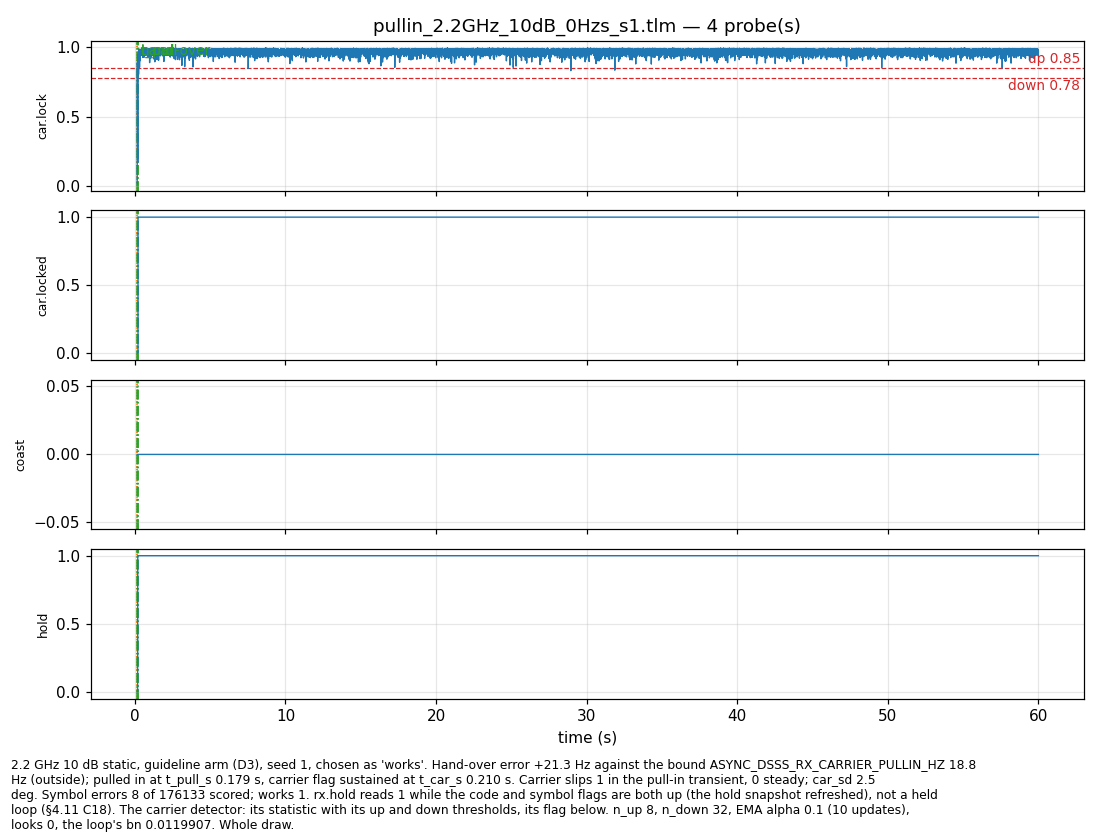 pullin_2.2GHz_10dB_0Hzs_s1.tlm — 4 probe(s)
1.0
0.5
0.0
car.lock
up 0.85
down 0.78
1.0
0.5
0.0
car.locked
0.05
0.00
−0.05
coast
1.0
0.5
0.0
hold
0 10 20 30 40 50 60
time (s)
2.2 GHz 10 dB static, guideline arm (D3), seed 1, chosen as 'works'. Hand-over error +21.3 Hz against the bound ASYNC_DSSS_RX_CARRIER_PULLIN_HZ 18.8
Hz (outside); pulled in at t_pull_s 0.179 s, carrier flag sustained at t_car_s 0.210 s. Carrier slips 1 in the pull-in transient, 0 steady; car_sd 2.5
deg. Symbol errors 8 of 176133 scored; works 1. rx.hold reads 1 while the code and symbol flags are both up (the hold snapshot refreshed), not a held
loop (§4.11 C18). The carrier detector: its statistic with its up and down thresholds, its flag below. n_up 8, n_down 32, EMA alpha 0.1 (10 updates),
looks 0, the loop's bn 0.0119907. Whole draw.